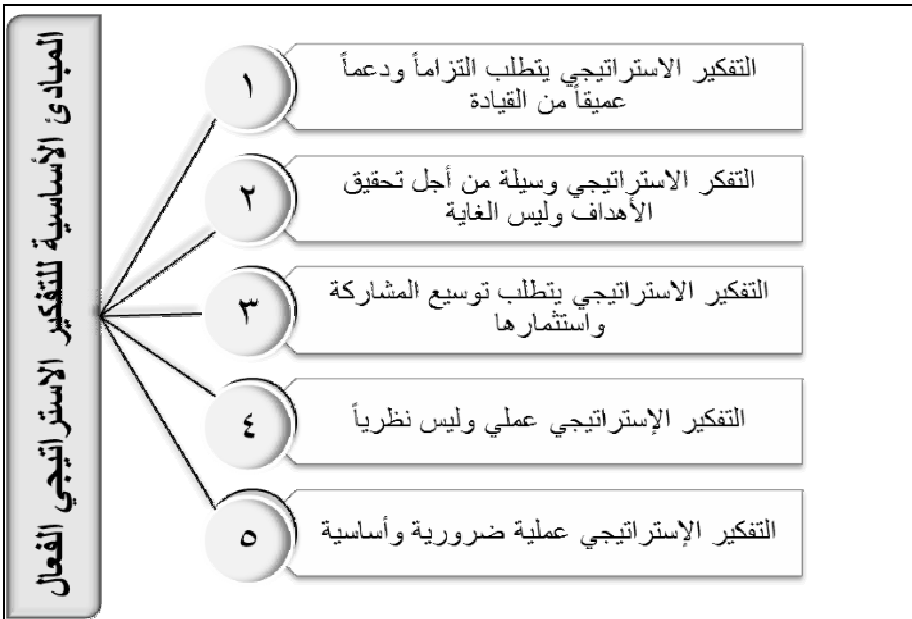 المبادئ الأساسية للتفكير الاستراتيجي الفعال
١
التفكير الاستراتيجي يتطلب التزاماً ودعماً
عميقاً من القيادة
٢
التفكر الاستراتيجي وسيلة من أجل تحقيق
الأهداف وليس الغاية
٣
التفكير الاستراتيجي يتطلب توسيع المشاركة
واستثمارها
٤
التفكير الإستراتيجي عملي وليس نظرياً
٥
التفكير الإستراتيجي عملية ضرورية وأساسية